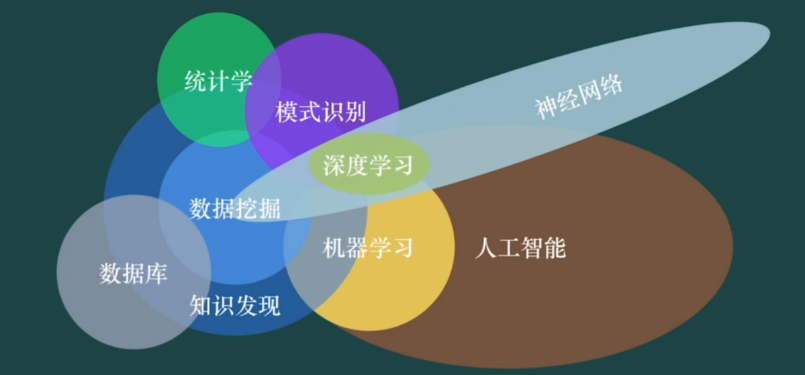 统计学
模式识别
神经网络
深度学习
数据挖掘
机器学习
人工智能
数据库
知识发现